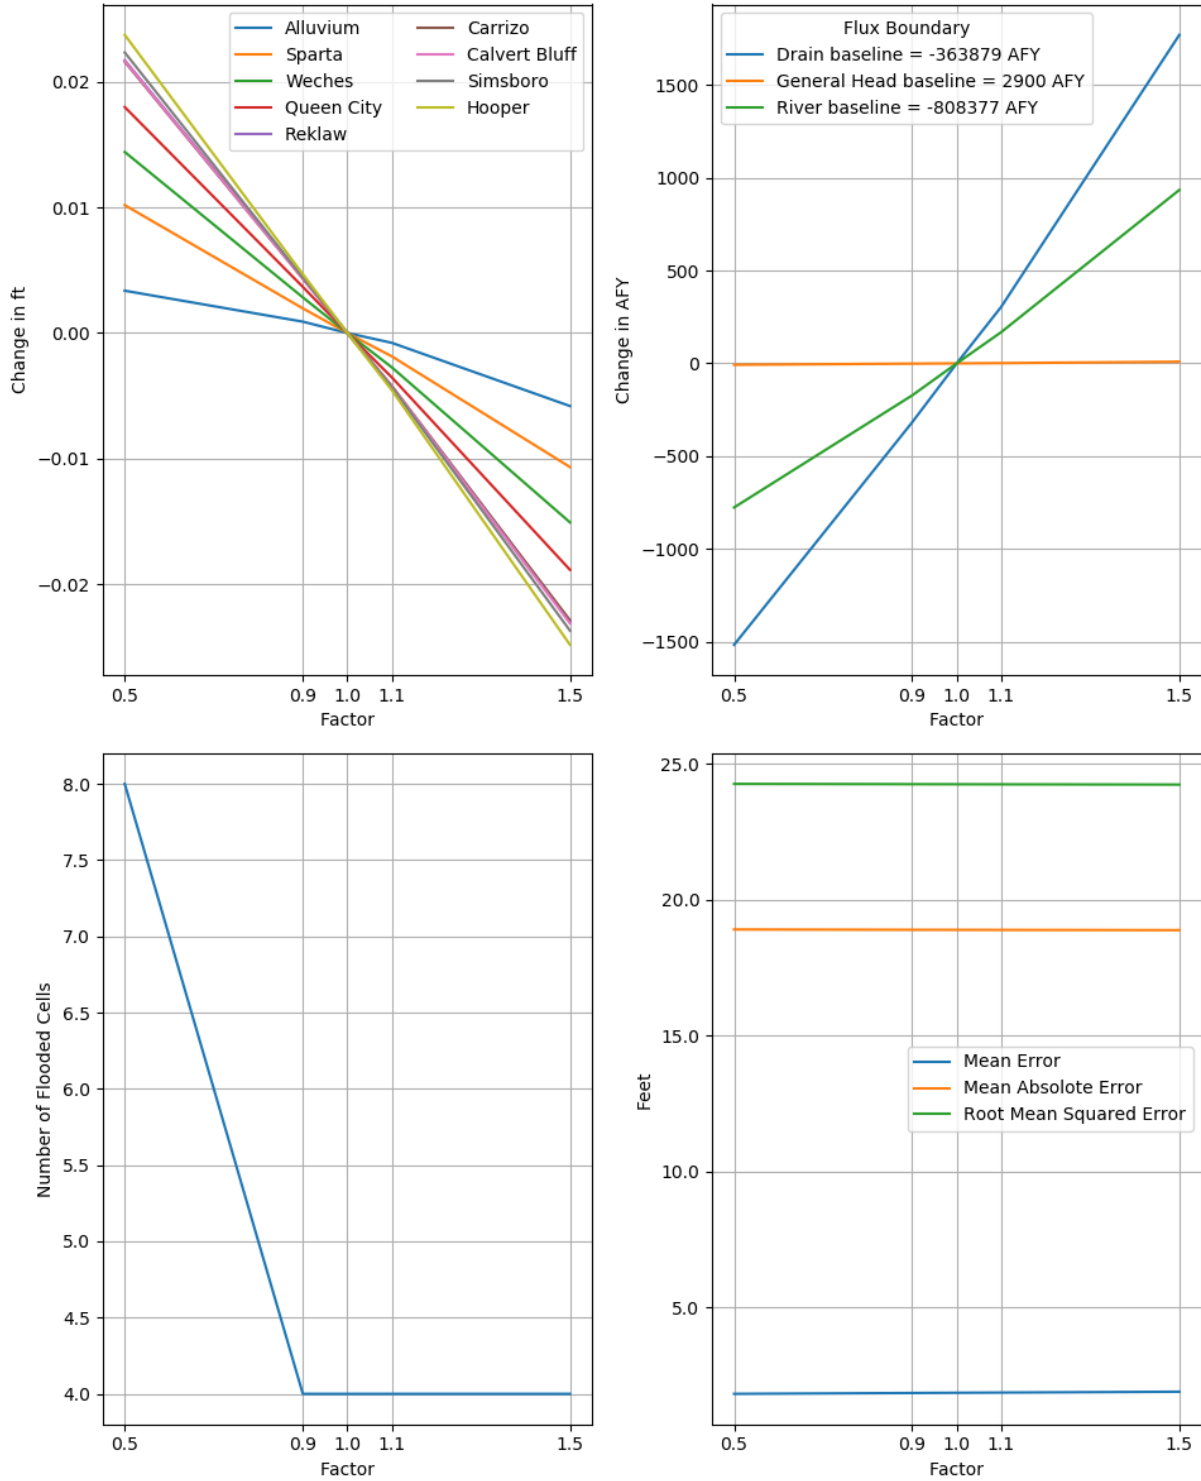 Alluvium
Sparta
Weches
Queen City
Reklaw
Carrizo
Calvert Bluff
Simsboro
Hooper
0.02
0.01
0.00
−0.01
−0.02
Change in ft
0.5
0.9
1.0
1.1
1.5
Factor
Flux Boundary
Drain baseline = -363879 AFY
General Head baseline = 2900 AFY
River baseline = -808377 AFY
1500
1000
500
0
−500
−1000
−1500
Change in AFY
0.5
0.9
1.0
1.1
1.5
Factor
8.0
7.5
7.0
6.5
6.0
5.5
5.0
4.5
4.0
Number of Flooded Cells
0.5
0.9
1.0
1.1
1.5
Factor
25.0
20.0
15.0
10.0
5.0
Feet
Mean Error
Mean Absolote Error
Root Mean Squared Error
0.5
0.9
1.0
1.1
1.5
Factor